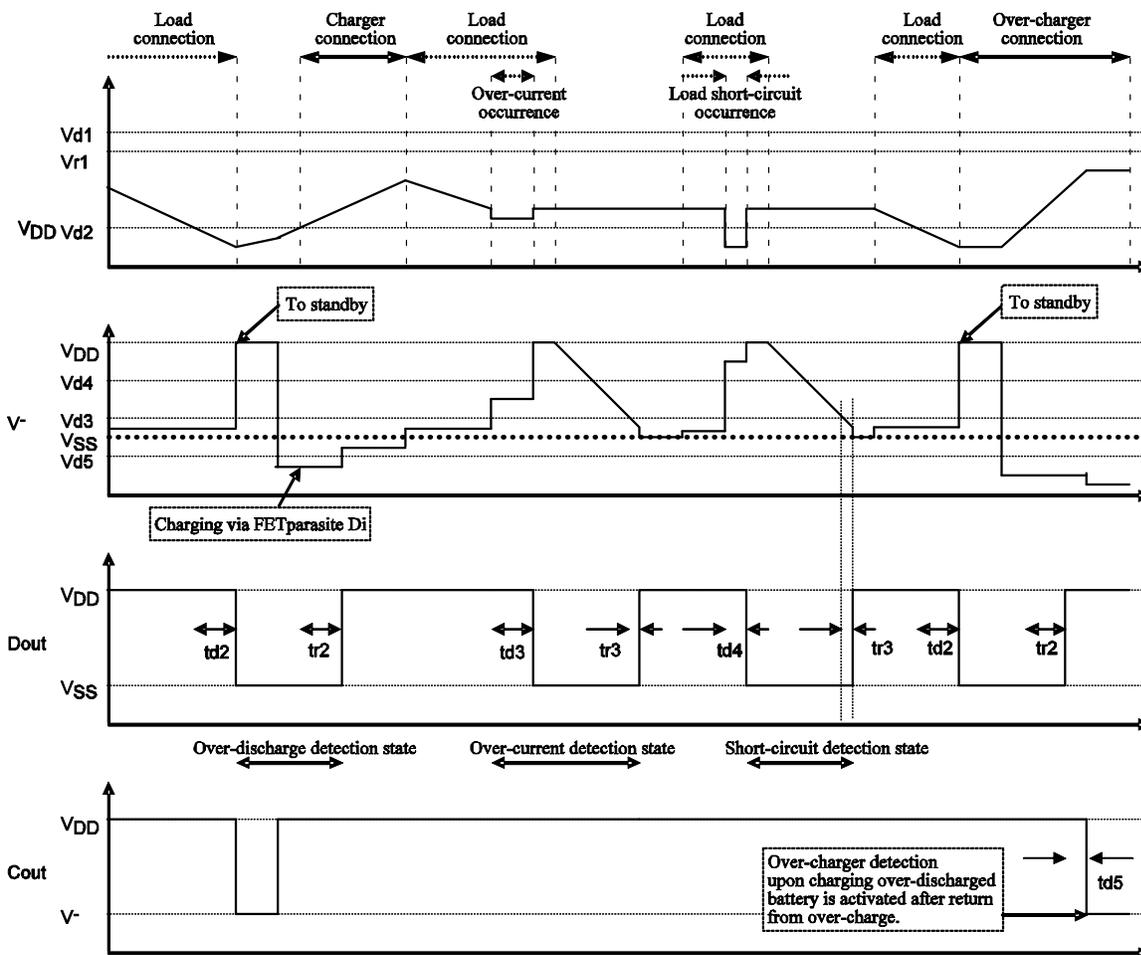 Load
connection
Charger
connection
Load
connection
Load
connection
Load
connection
Over-charger
connection
Over-current
occurrence
Load short-circuit
occurrence
Vd1
Vr1
VDD Vd2
To standby
To standby
VDD
Vd4
Vd3
V-
VSS
Vd5
Charging via FETparasite Di
VDD
Dout
td2
tr2
td3
tr3
td4
tr3
td2
tr2
VSS
Over-discharge detection state
Over-current detection state
Short-circuit detection state
VDD
Cout
Over-charger detection
upon charging over-discharged
battery is activated after return
from over-charge.
td5
V-